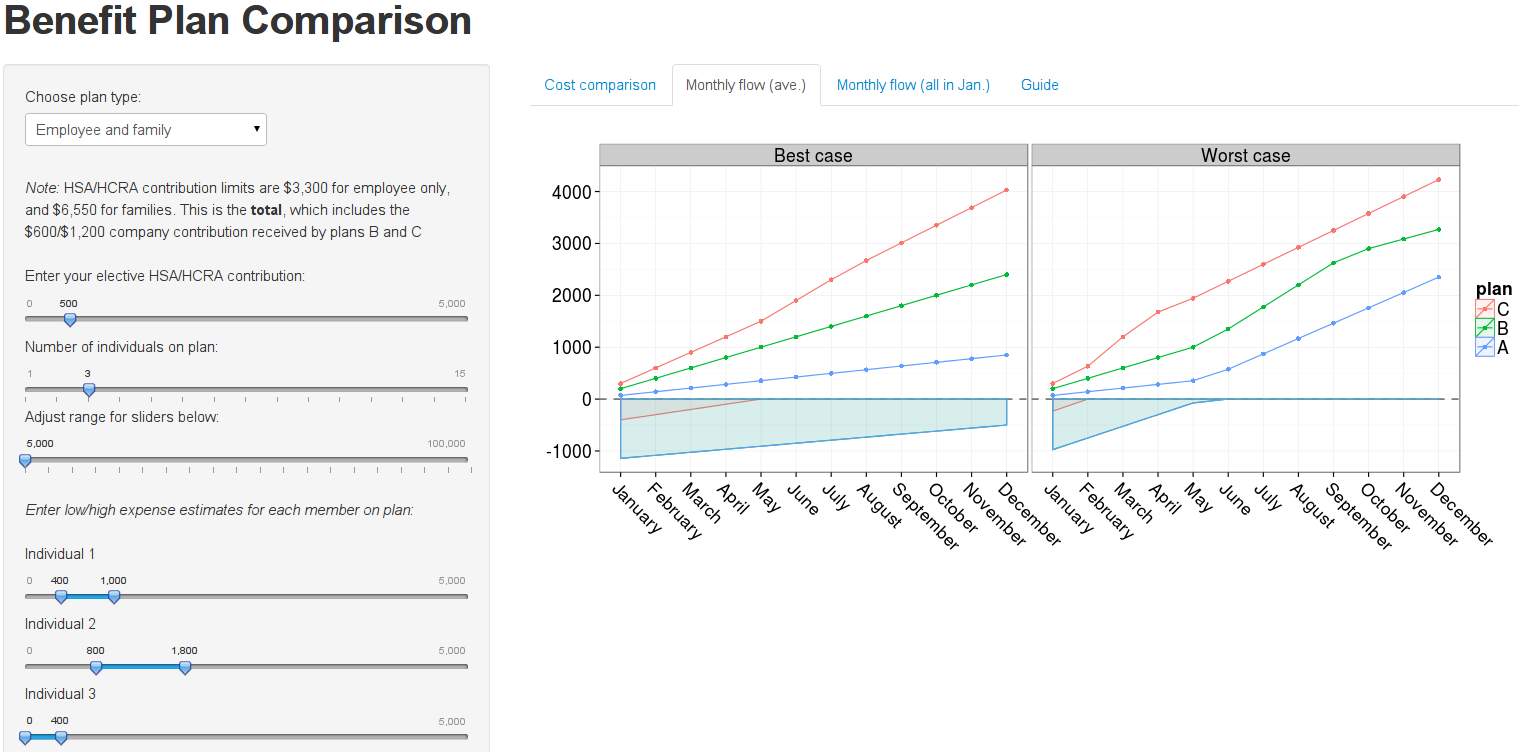 Benefit Plan Comparison
Choose plan type:
Employee and family
Note: HSA/HCRA contribution limits are $3,300 for employee only,
and $6,550 for families. This is the total, which includes the
$600/$1,200 company contribution received by plans B and C
Enter your elective HSA/HCRA contribution:
0 500 5,000
Number of individuals on plan:
1 3 15
Adjust range for sliders below:
5,000 100,000
Enter low/high expense estimates for each member on plan:
Individual 1
0 400 1,000 5,000
Individual 2
0 800 1,800 5,000
Individual 3
0 400 5,000
Cost comparison Monthly flow (ave.) Monthly flow (all in Jan.) Guide
Best case Worst case
4000
3000
2000
1000
0
-1000
January February March April May June July August September October November December
January February March April May June July August September October November December
plan
C
B
A